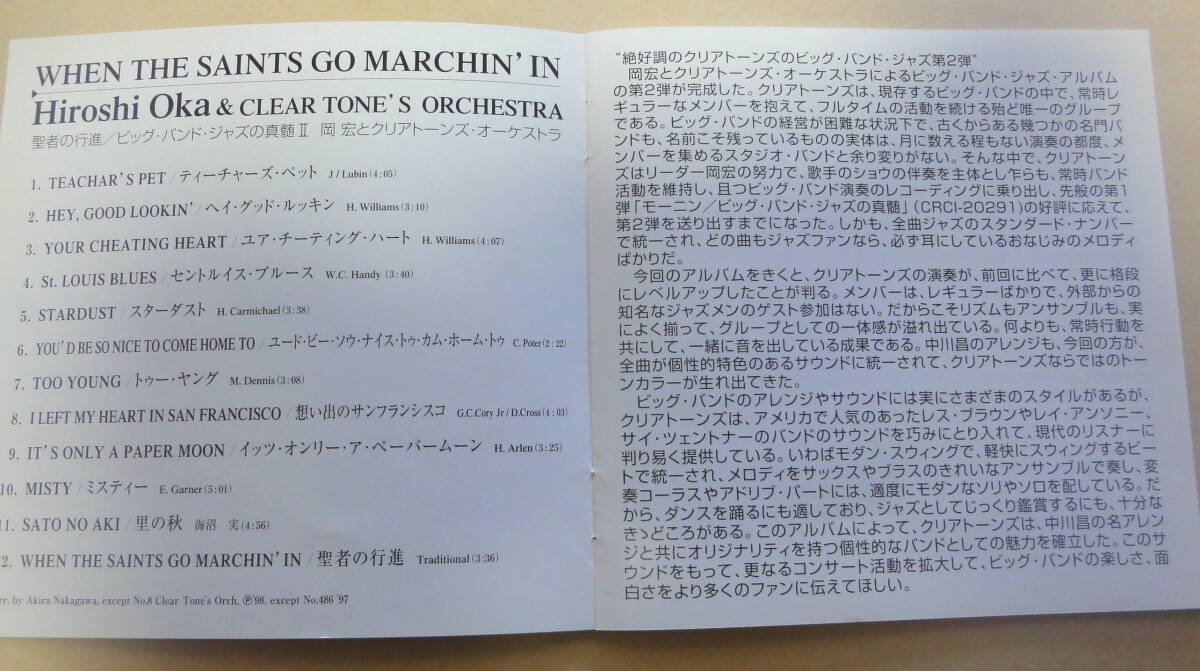 WHEN THE SAINTS GO MARCHIN' IN
Hiroshi Oka & CLEAR TONE'S ORCHESTRA
聖者の行進/ビッグ・バンド・ジャズの真髄Ⅱ 岡 宏とクリアトーンズ・オーケストラ
1. TEACHAR'S PET / ティーチャーズ・ペット J / Lubin (4:05)
2. HEY, GOOD LOOKIN' / ヘイ・グッド・ルッキン H. Williams (3:10)
3. YOUR CHEATING HEART / ユア・チーティング・ハート H. Williams (4:07)
4. St. LOUIS BLUES / セントルイス・ブルース W.C. Handy (3:40)
5. STARDUST / スターダスト H. Carmichael (3:38)
6. YOU'D BE SO NICE TO COME HOME TO / ユード・ビー・ソウ・ナイス・トゥ・カム・ホーム・トゥ C. Poter (2:22)
7. TOO YOUNG / トゥー・ヤング M. Dennis (3:08)
8. I LEFT MY HEART IN SAN FRANCISCO / 想い出のサンフランシスコ G.C.Cory Jr / D.Cross (4:03)
9. IT'S ONLY A PAPER MOON / イッツ・オンリー・ア・ペーパームーン H. Arlen (3:25)
10. MISTY / ミスティー E. Garner (5:01)
11. SATO NO AKI / 里の秋 海沼 実 (4:56)
2. WHEN THE SAINTS GO MARCHIN' IN / 聖者の行進 Traditional (3:36)
rr. by Akira Nakagawa, except No.8 Clear Tone's Orch, Ⓟ'98. except No.486 '97
"絶好調のクリアトーンズのビッグ・バンド・ジャズ第2弾"
岡宏とクリアトーンズ・オーケストラによるビッグ・バンド・ジャズ・アルバム
の第2弾が完成した。クリアトーンズは、現存するビッグ・バンドの中で、常時レ
ギュラーなメンバーを抱えて、フルタイムの活動を続ける殆ど唯一のグループ
である。ビッグ・バンドの経営が困難な状況下で、古くからある幾つかの名門バ
ンドも、名前こそ残っているものの実体は、月に数える程もない演奏の都度、メ
ンバーを集めるスタジオ・バンドと余り変りがない。そんな中で、クリアトーン
ズはリーダー岡宏の努力で、歌手のショウの伴奏を主体とし乍らも、常時バンド
活動を維持し、且つビッグ・バンド演奏のレコーディングに乗り出し、先般の第1
弾「モーニン/ビッグ・バンド・ジャズの真髄」(CRCI-20291)の好評に応えて、
第2弾を送り出すまでになった。しかも、全曲ジャズのスタンダード・ナンバー
で統一され、どの曲もジャズファンなら、必ず耳にしているおなじみのメロディ
ばかりだ。
今回のアルバムをきくと、クリアトーンズの演奏が、前回に比べて、更に格段
にレベルアップしたことが判る。メンバーは、レギュラーばかりで、外部からの
知名なジャズメンのゲスト参加はない。だからこそリズムもアンサンブルも、実
によく揃って、グループとしての一体感が溢れ出ている。何よりも、常時行動を
共にして、一緒に音を出している成果である。中川昌のアレンジも、今回の方が、
全曲が個性的特色のあるサウンドに統一されて、クリアトーンズならではのトー
ンカラーが生れ出てきた。
ビッグ・バンドのアレンジやサウンドには実にさまざまのスタイルがあるが、
クリアトーンズは、アメリカで人気のあったレス・ブラウンやレイ・アンソニー、
サイ・ツェントナーのバンドのサウンドを巧みにとり入れて、現代のリスナーに
判り易く提供している。いわばモダン・スウィングで、軽快にスウィングするビー
トで統一され、メロディをサックスやブラスのきれいなアンサンブルで奏し、変
奏コーラスやアドリブ・パートには、適度にモダンなソリやソロを配している。だ
から、ダンスを踊るにも適しており、ジャズとしてじっくり鑑賞するにも、十分な
きゝどころがある。このアルバムによって、クリアトーンズは、中川昌の名アレン
ジと共にオリジナリティを持つ個性的なバンドとしての魅力を確立した。このサ
ウンドをもって、更なるコンサート活動を拡大して、ビッグ・バンドの楽しさ、面
白さをより多くのファンに伝えてほしい。